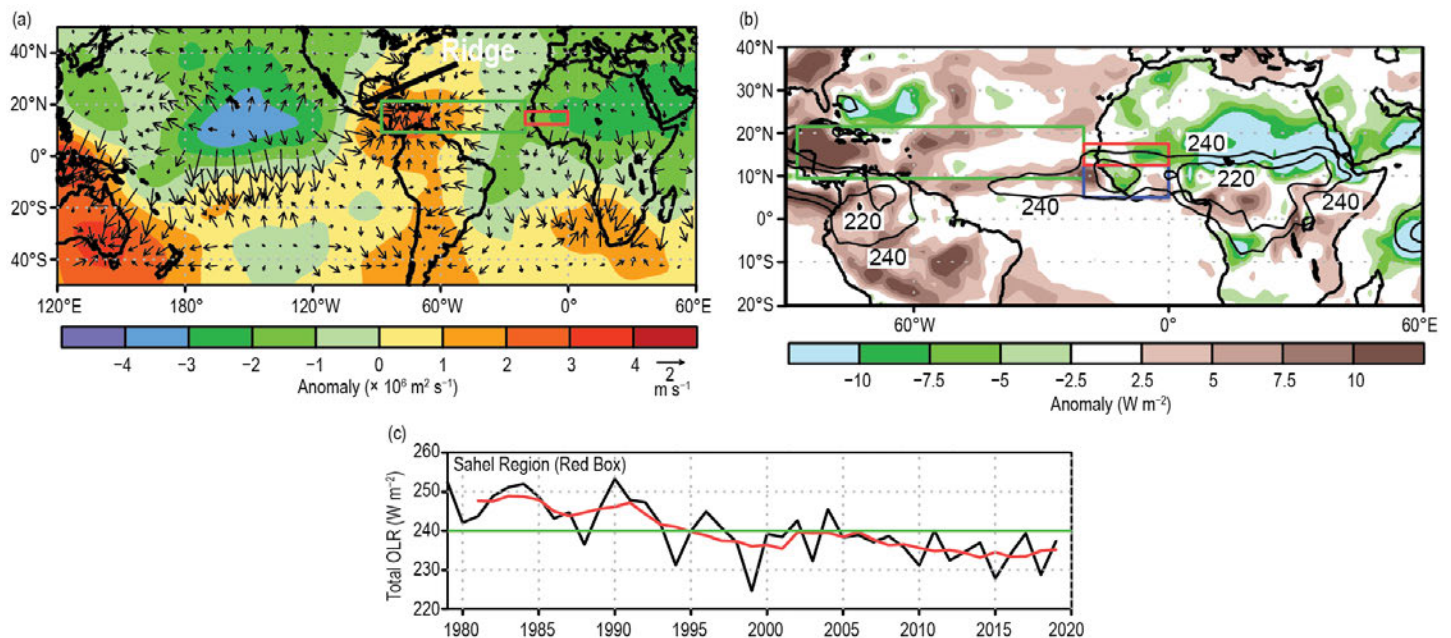 (a)
Ridge
40°N
20°N
0°
20°S
40°S
120°E 180° 120°W 60°W 0° 60°E
−4 −3 −2 −1 0 1 2 3 4
Anomaly (× 10⁶ m² s⁻¹)
2
m s⁻¹
(b)
40°N
30°N
20°N
10°N
0°
10°S
20°S
240
220
240
240
220
240
60°W 0° 60°E
−10 −7.5 −5 −2.5 2.5 5 7.5 10
Anomaly (W m⁻²)
(c)
Sahel Region (Red Box)
Total OLR (W m⁻²)
260
250
240
230
220
1980 1985 1990 1995 2000 2005 2010 2015 2020